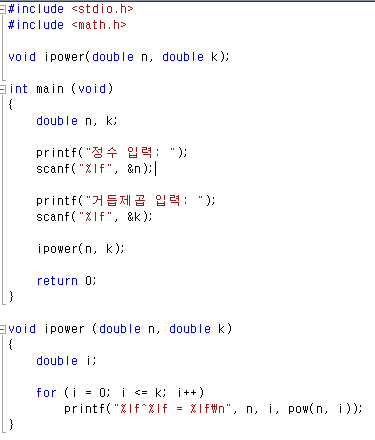 #include <stdio.h>
#include <math.h>
void ipower(double n, double k);
int main (void)
{
double n, k;
printf("정수 입력: ");
scanf("%lf", &n);
printf("거듭제곱 입력: ");
scanf("%lf", &k);
ipower(n, k);
return 0;
}
void ipower (double n, double k)
{
double i;
for (i = 0; i <= k; i++)
printf("%lf^%lf = %lf₩n", n, i, pow(n, i));
}